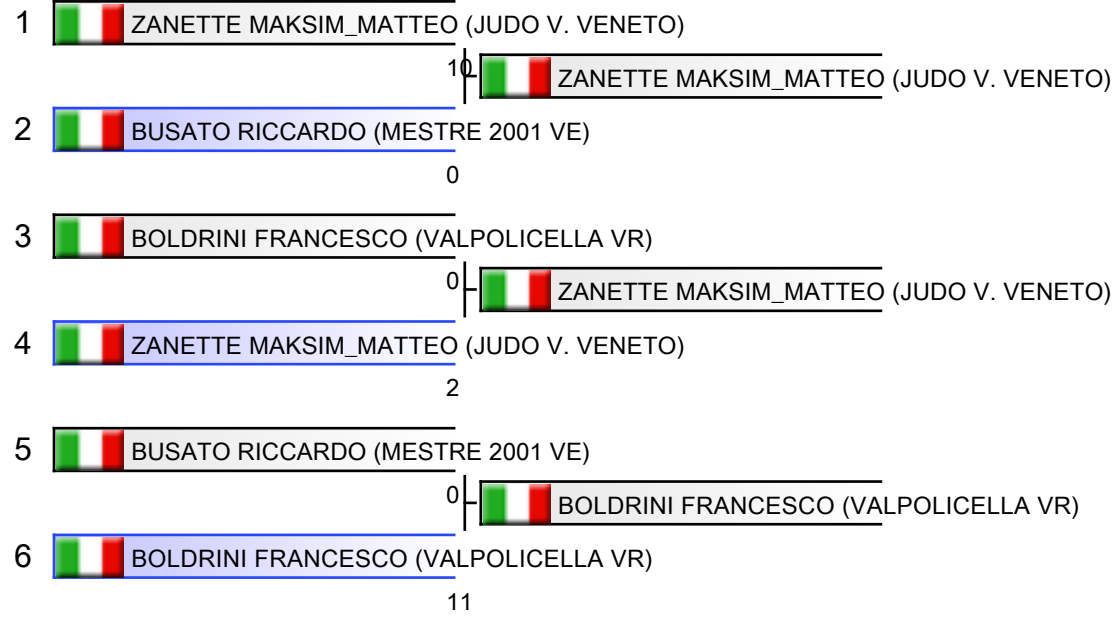 1 ZANETTE MAKSIM_MATTEO (JUDO V. VENETO)
10 ZANETTE MAKSIM_MATTEO (JUDO V. VENETO)
2 BUSATO RICCARDO (MESTRE 2001 VE)
0
3 BOLDRINI FRANCESCO (VALPOLICELLA VR)
0 ZANETTE MAKSIM_MATTEO (JUDO V. VENETO)
4 ZANETTE MAKSIM_MATTEO (JUDO V. VENETO)
2
5 BUSATO RICCARDO (MESTRE 2001 VE)
0 BOLDRINI FRANCESCO (VALPOLICELLA VR)
6 BOLDRINI FRANCESCO (VALPOLICELLA VR)
11